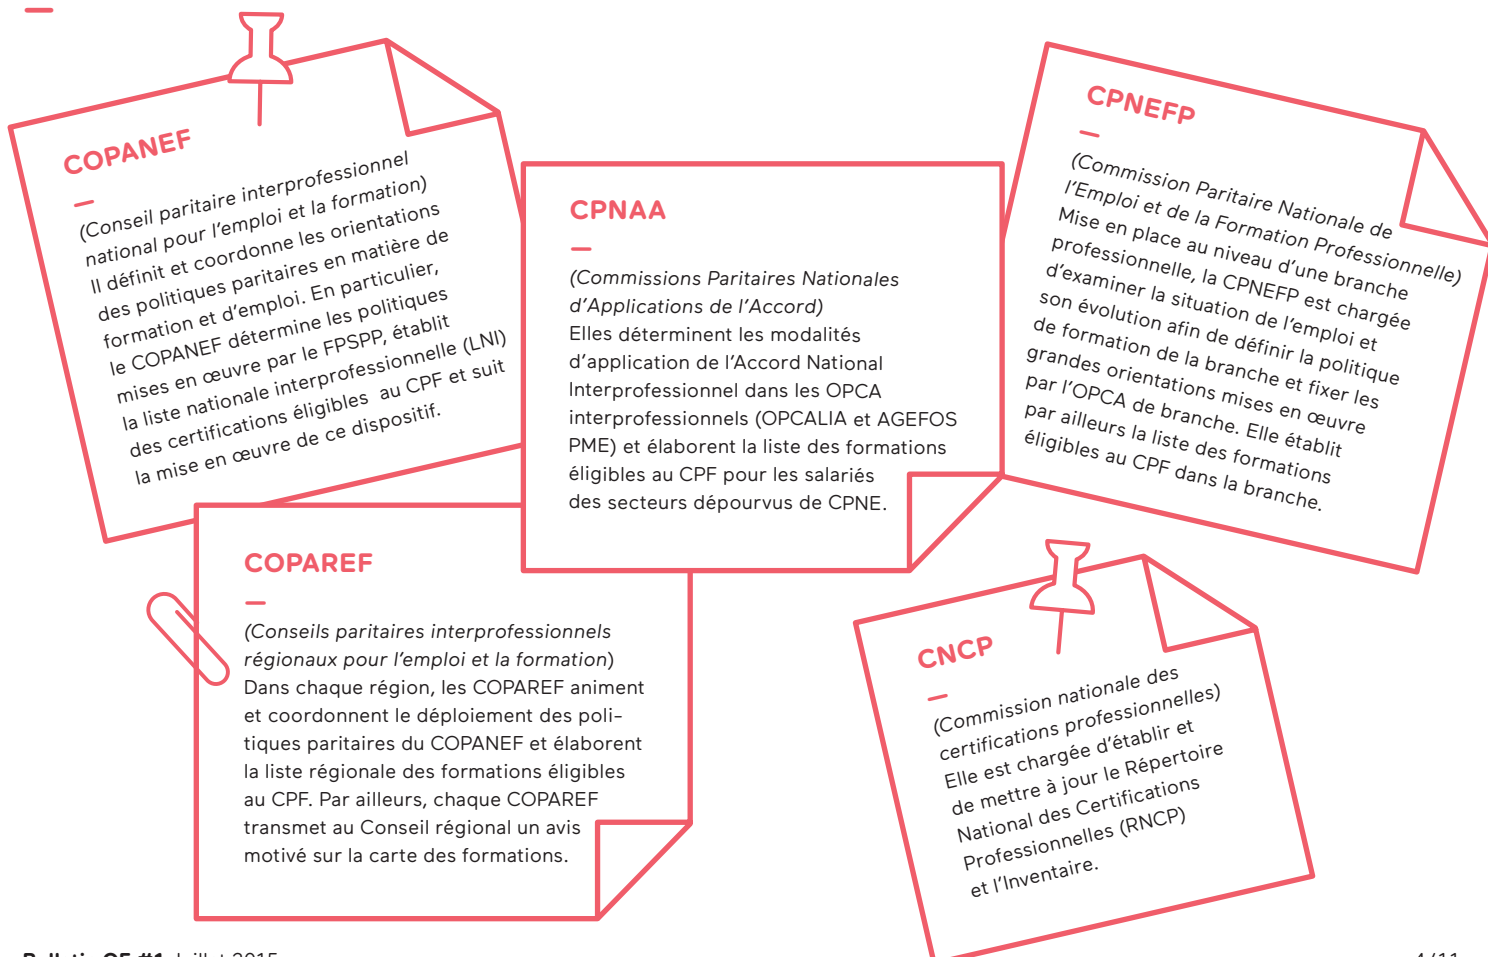 COPANEF
(Conseil paritaire interprofessionnel
national pour l'emploi et la formation)
Il définit et coordonne les orientations
des politiques paritaires en matière de
formation et d'emploi. En particulier,
le COPANEF détermine les politiques
mises en œuvre par le FPSPP, établit
la liste nationale interprofessionnelle (LNI)
des certifications éligibles au CPF et suit
la mise en œuvre de ce dispositif.
CPNAA
(Commissions Paritaires Nationales
d'Applications de l'Accord)
Elles déterminent les modalités
d'application de l'Accord National
Interprofessionnel dans les OPCA
interprofessionnels (OPCALIA et AGEFOS
PME) et élaborent la liste des formations
éligibles au CPF pour les salariés
des secteurs dépourvus de CPNE.
CPNEFP
(Commission Paritaire Nationale de
l'Emploi et de la Formation Professionnelle)
Mise en place au niveau d'une branche
professionnelle, la CPNEFP est chargée
d'examiner la situation de l'emploi et
son évolution afin de définir la politique
de formation de la branche et fixer les
grandes orientations mises en œuvre
par l'OPCA de branche. Elle établit
par ailleurs la liste des formations
éligibles au CPF dans la branche.
COPAREF
(Conseils paritaires interprofessionnels
régionaux pour l'emploi et la formation)
Dans chaque région, les COPAREF animent
et coordonnent le déploiement des poli-
tiques paritaires du COPANEF et élaborent
la liste régionale des formations éligibles
au CPF. Par ailleurs, chaque COPAREF
transmet au Conseil régional un avis
motivé sur la carte des formations.
CNCP
(Commission nationale des
certifications professionnelles)
Elle est chargée d'établir et
de mettre à jour le Répertoire
National des Certifications
Professionnelles (RNCP)
et l'Inventaire.
Bulletin OF #1 Juillet 2015
4/11